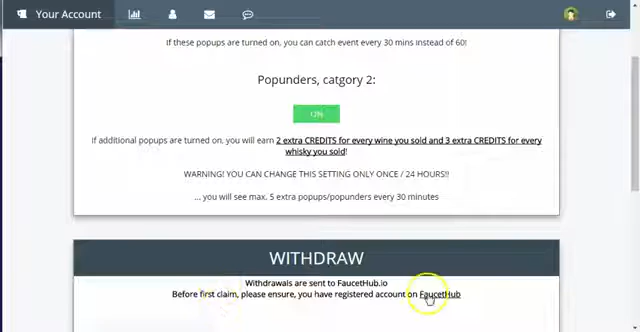 Your Account
If these popups are turned on, you can catch event every 30 mins instead of 60!
Popunders, catgory 2:
ON
If additional popups are turned on, you will earn 2 extra CREDITS for every wine you sold and 3 extra CREDITS for every
whisky you sold!
WARNING! YOU CAN CHANGE THIS SETTING ONLY ONCE / 24 HOURS!!
... you will see max. 5 extra popups/popunders every 30 minutes
WITHDRAW
Withdrawals are sent to FaucetHub.io
Before first claim, please ensure, you have registered account on FaucetHub